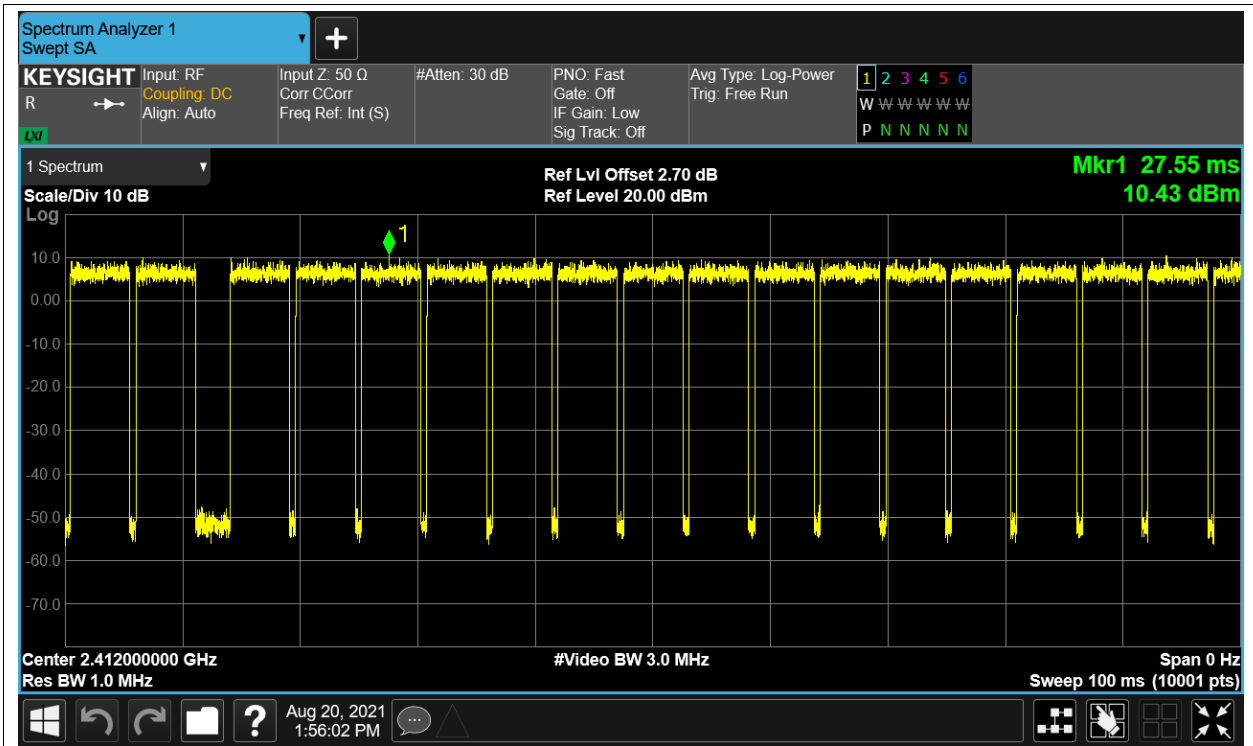 Spectrum Analyzer 1
Swept SA
KEYSIGHT
R
LXI
Input: RF
Coupling: DC
Align: Auto
Input Z: 50 Ω
Corr CCorr
Freq Ref: Int (S)
#Atten: 30 dB
PNO: Fast
Gate: Off
IF Gain: Low
Sig Track: Off
Avg Type: Log-Power
Trig: Free Run
1 2 3 4 5 6
W W W W W W
P N N N N N
1 Spectrum
Scale/Div 10 dB
Ref Lvl Offset 2.70 dB
Ref Level 20.00 dBm
Mkr1 27.55 ms
10.43 dBm
Log
1
10.0
0.00
-10.0
-20.0
-30.0
-40.0
-50.0
-60.0
-70.0
Center 2.412000000 GHz
Res BW 1.0 MHz
#Video BW 3.0 MHz
Span 0 Hz
Sweep 100 ms (10001 pts)
?
Aug 20, 2021
1:56:02 PM